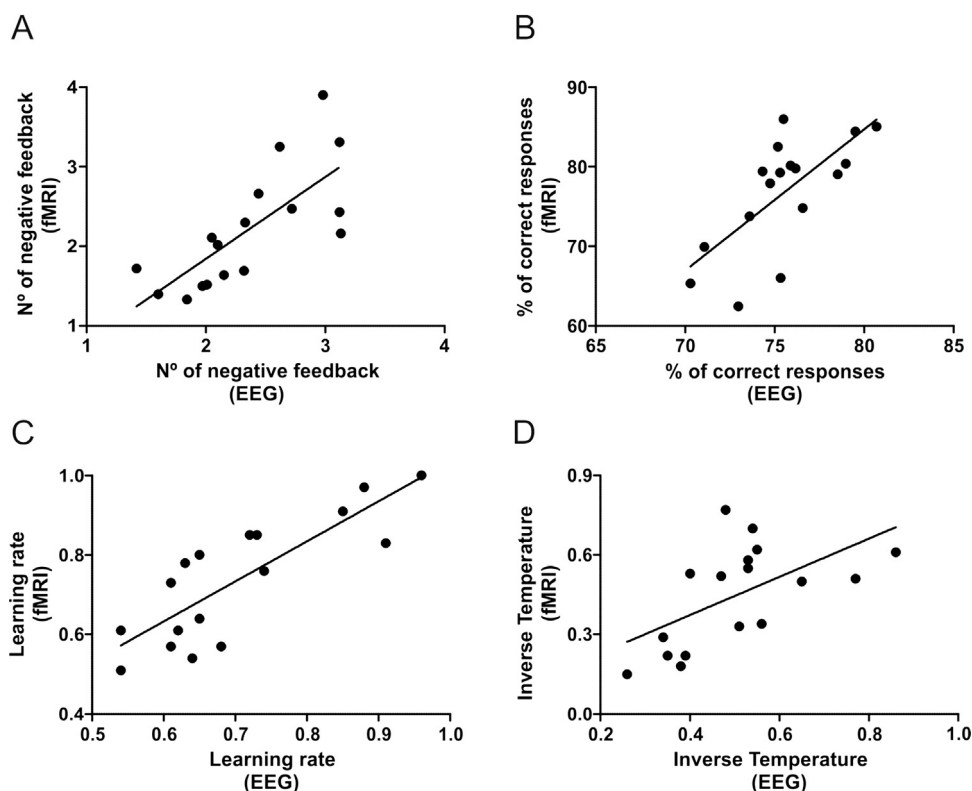 A
4
3
2
1
1
2
3
4
Nº of negative feedback
(fMRI)
Nº of negative feedback
(EEG)
B
90
80
70
60
65
70
75
80
85
% of correct responses
(fMRI)
% of correct responses
(EEG)
C
1.0
0.8
0.6
0.4
0.5
0.6
0.7
0.8
0.9
1.0
Learning rate
(fMRI)
Learning rate
(EEG)
D
0.9
0.6
0.3
0.0
0.2
0.4
0.6
0.8
1.0
Inverse Temperature
(fMRI)
Inverse Temperature
(EEG)